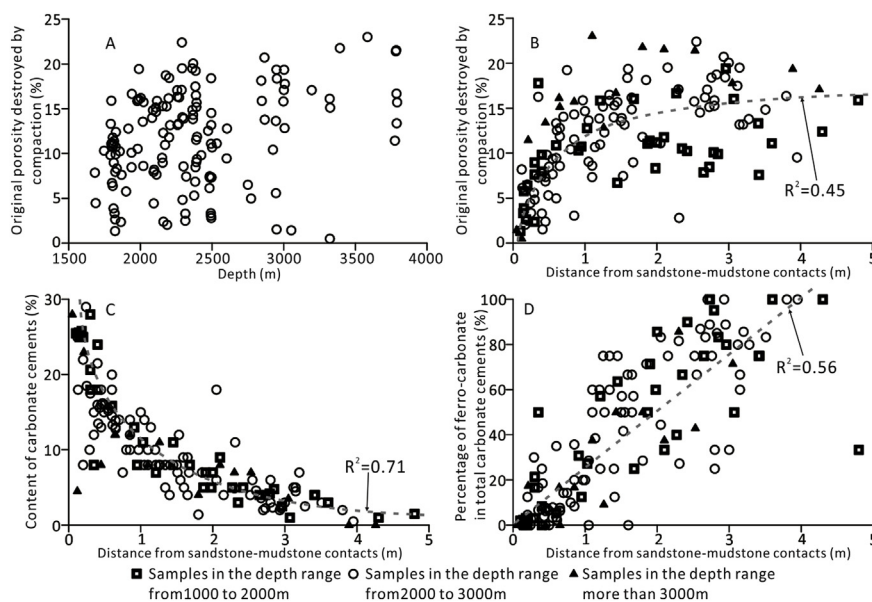 A
Original porosity destroyed by
compaction (%)
25
20
15
10
5
0
1500 2000 2500 3000 3500 4000
Depth (m)
B
Original porosity destroyed by
compaction (%)
25
20
15
10
5
0
R²=0.45
0 1 2 3 4 5
Distance from sandstone-mudstone contacts (m)
C
Content of carbonate cements (%)
30
20
10
0
R²=0.71
0 1 2 3 4 5
Distance from sandstone-mudstone contacts (m)
D
Percentage of ferro-carbonate
in total carbonate cements (%)
100
80
60
40
20
0
R²=0.56
0 1 2 3 4 5
Distance from sandstone-mudstone contacts (m)
Samples in the depth range
from1000 to 2000m
Samples in the depth range
from2000 to 3000m
Samples in the depth range
more than 3000m